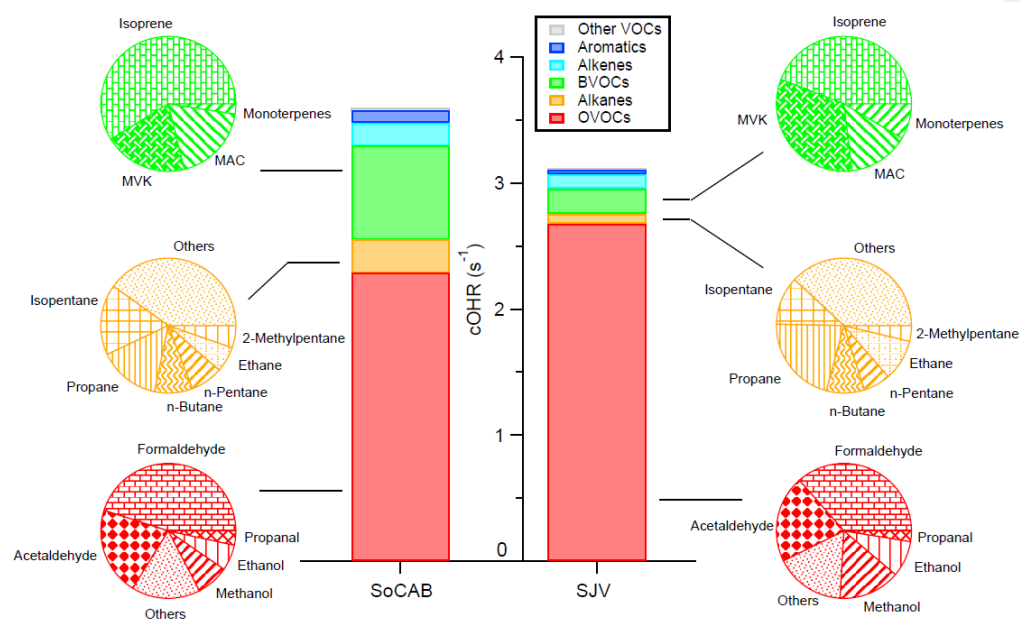 Isoprene
Monoterpenes
MAC
MVK
Others
Isopentane
2-Methylpentane
Ethane
Propane
n-Pentane
n-Butane
Formaldehyde
Propanal
Acetaldehyde
Ethanol
Methanol
Others
Other VOCs
Aromatics
Alkenes
BVOCs
Alkanes
OVOCs
4
3
2
1
0
cOHR (s⁻¹)
SoCAB
SJV
Isoprene
MVK
Monoterpenes
MAC
Others
Isopentane
2-Methylpentane
Ethane
Propane
n-Pentane
n-Butane
Formaldehyde
Acetaldehyde
Propanal
Ethanol
Others
Methanol